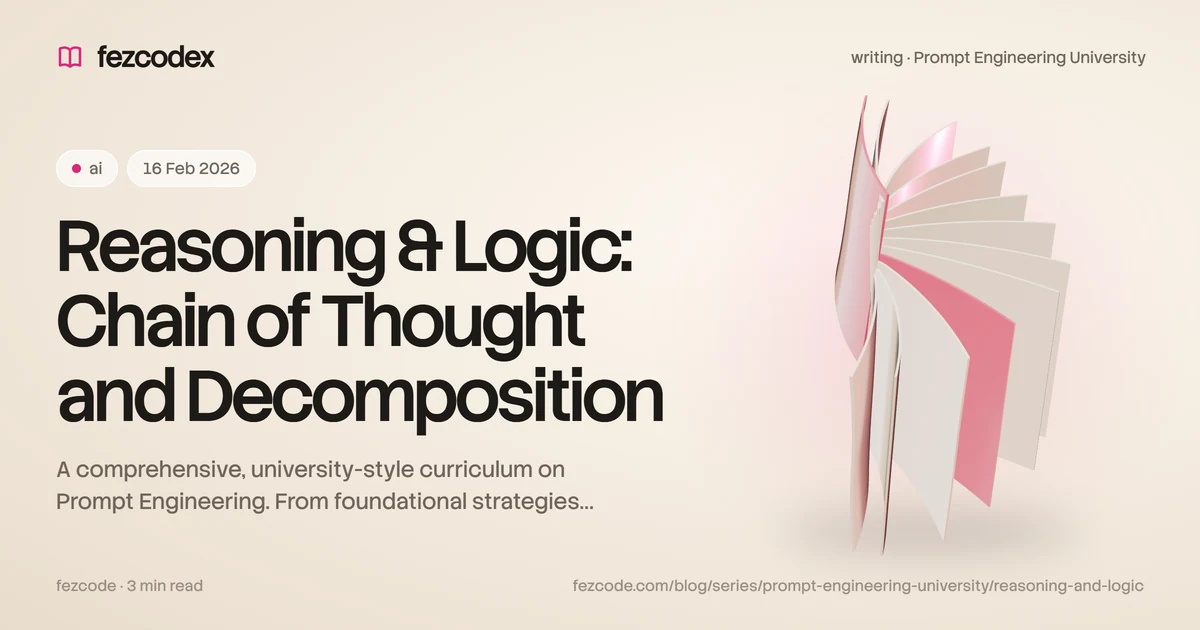 fezcodex
writing · Prompt Engineering University
ai
16 Feb 2026
Reasoning & Logic:
Chain of Thought
and Decomposition
A comprehensive, university-style curriculum on
Prompt Engineering. From foundational strategies...
fezcode · 3 min read
fezcode.com/blog/series/prompt-engineering-university/reasoning-and-logic